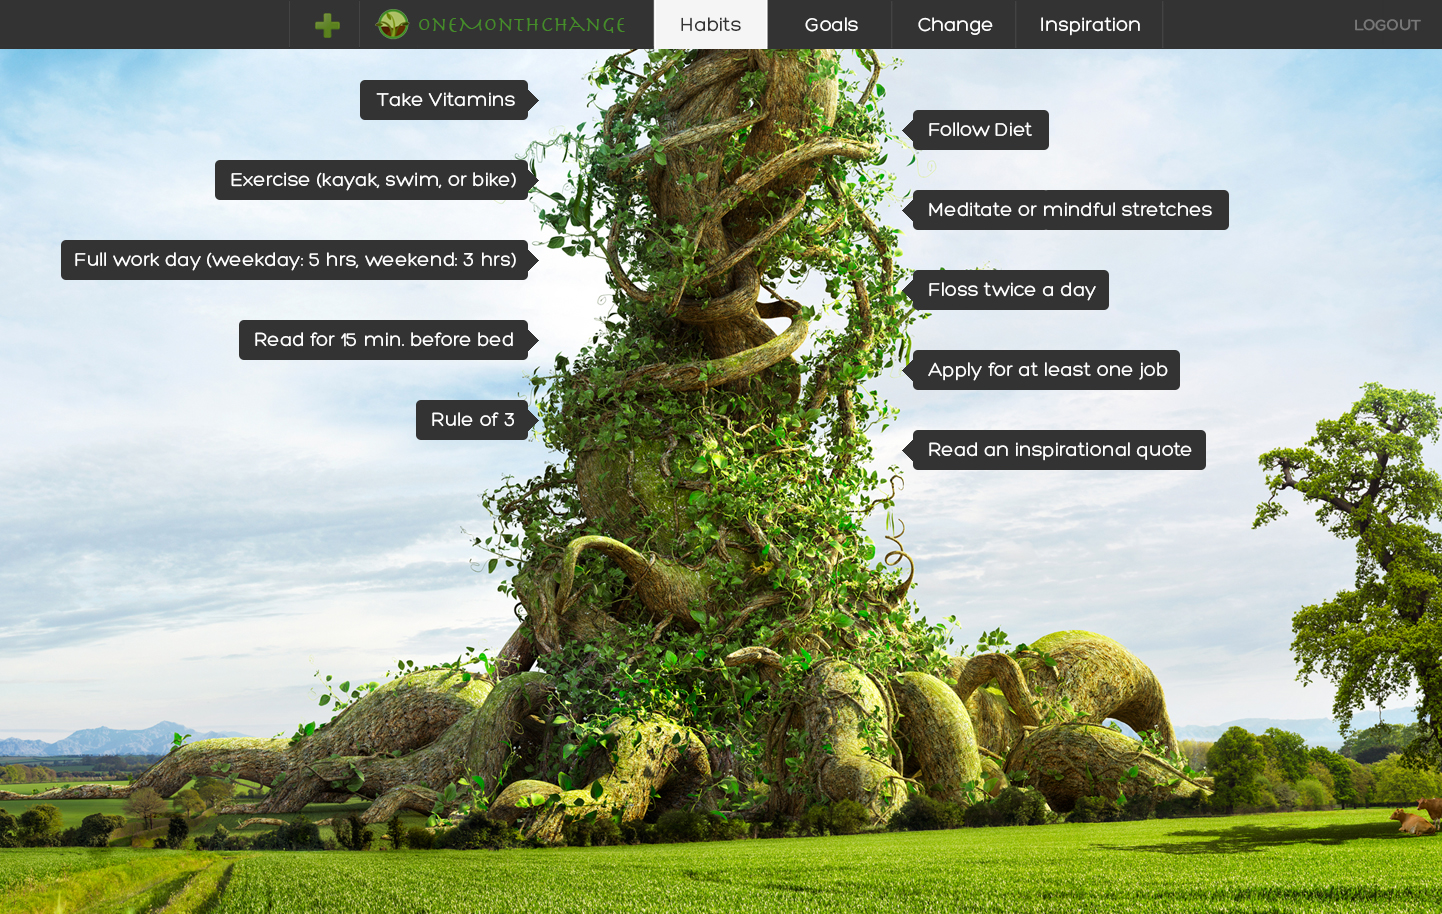 ONEMONTHCHANGE
Habits
Goals
Change
Inspiration
LOGOUT
Take Vitamins
Follow Diet
Exercise (kayak, swim, or bike)
Meditate or mindful stretches
Full work day (weekday: 5 hrs, weekend: 3 hrs)
Floss twice a day
Read for 15 min. before bed
Apply for at least one job
Rule of 3
Read an inspirational quote